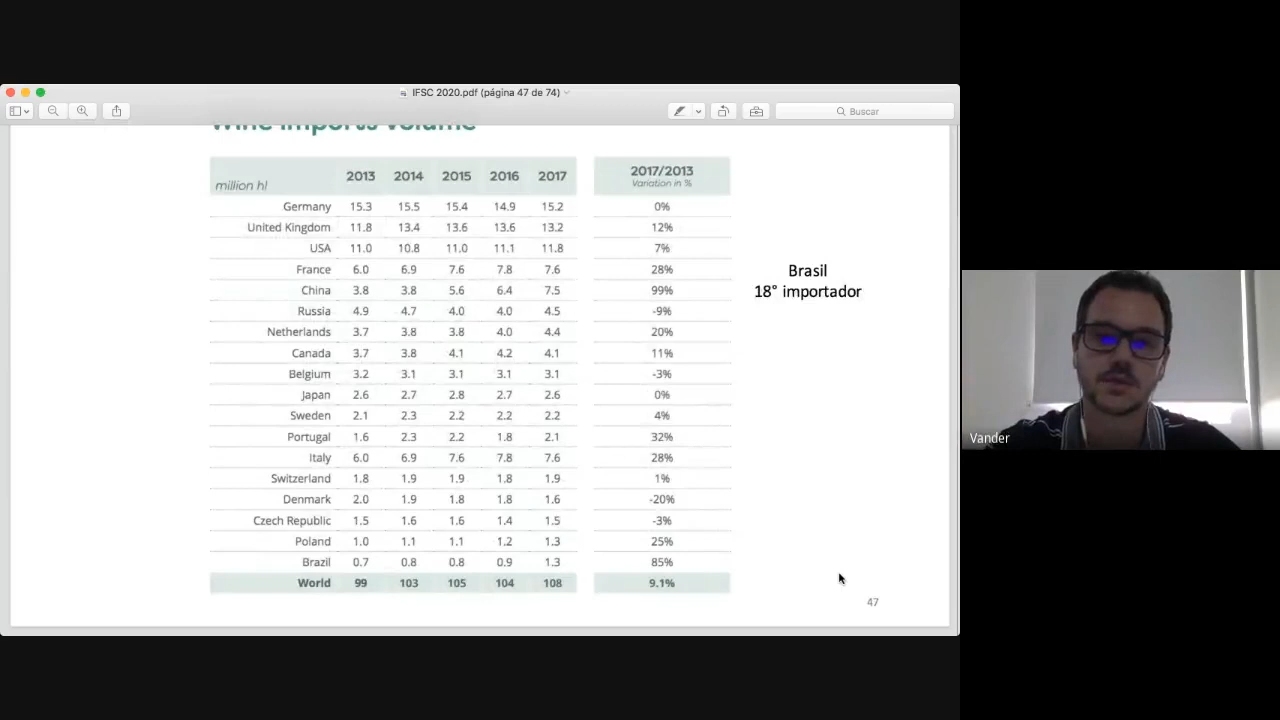 IFSC 2020.pdf (página 47 de 74)
Buscar
Wine imports volume
million hl 2013 2014 2015 2016 2017 2017/2013
Variation in %
Germany 15.3 15.5 15.4 14.9 15.2 0%
United Kingdom 11.8 13.4 13.6 13.6 13.2 12%
USA 11.0 10.8 11.0 11.1 11.8 7%
France 6.0 6.9 7.6 7.8 7.6 28%
China 3.8 3.8 5.6 6.4 7.5 99%
Russia 4.9 4.7 4.0 4.0 4.5 -9%
Netherlands 3.7 3.8 3.8 4.0 4.4 20%
Canada 3.7 3.8 4.1 4.2 4.1 11%
Belgium 3.2 3.1 3.1 3.1 3.1 -3%
Japan 2.6 2.7 2.8 2.7 2.6 0%
Sweden 2.1 2.3 2.2 2.2 2.2 4%
Portugal 1.6 2.3 2.2 1.8 2.1 32%
Italy 6.0 6.9 7.6 7.8 7.6 28%
Switzerland 1.8 1.9 1.9 1.8 1.9 1%
Denmark 2.0 1.9 1.8 1.8 1.6 -20%
Czech Republic 1.5 1.6 1.6 1.4 1.5 -3%
Poland 1.0 1.1 1.1 1.2 1.3 25%
Brazil 0.7 0.8 0.8 0.9 1.3 85%
World 99 103 105 104 108 9.1%
Brasil
18° importador
47
Vander